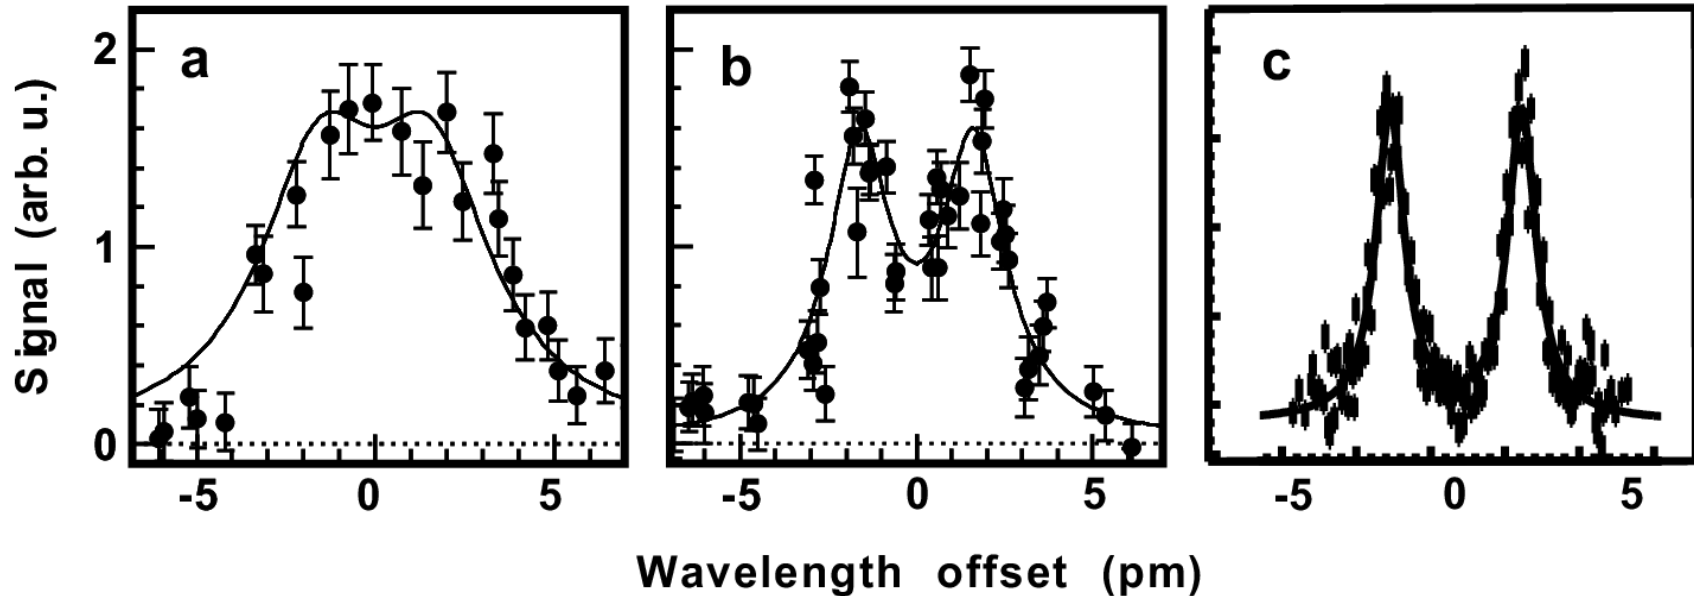 a b c
2
1
0
Signal (arb. u.)
-5 0 5 -5 0 5 -5 0 5
Wavelength offset (pm)